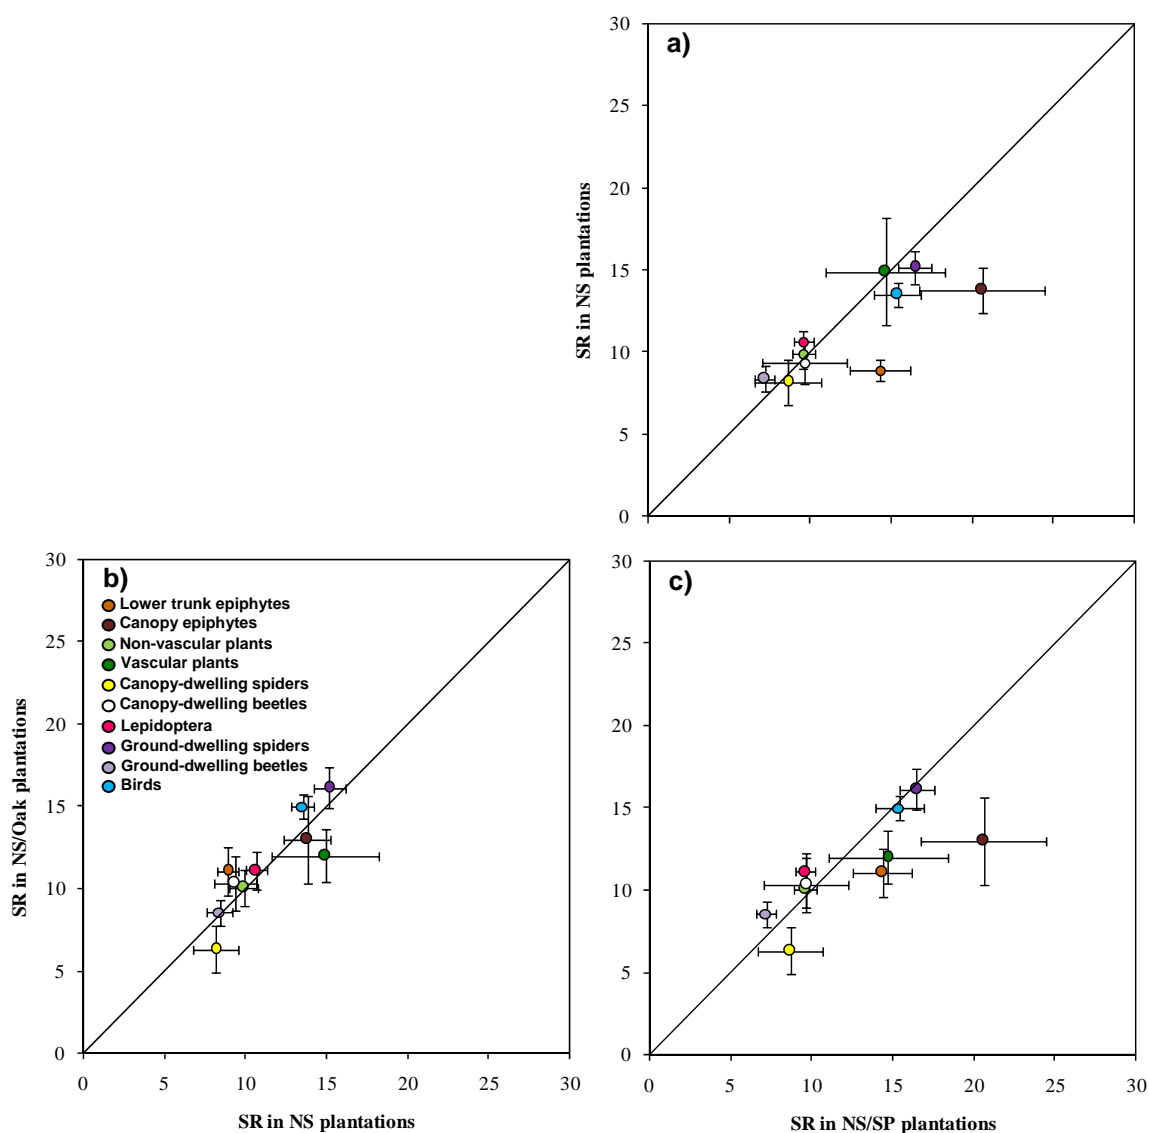 a)
30
25
20
15
10
5
0
SR in NS plantations
b)
30
25
20
15
10
5
0
SR in NS/Oak plantations
Lower trunk epiphytes
Canopy epiphytes
Non-vascular plants
Vascular plants
Canopy-dwelling spiders
Canopy-dwelling beetles
Lepidoptera
Ground-dwelling spiders
Ground-dwelling beetles
Birds
0 5 10 15 20 25 30
SR in NS plantations
c)
30
25
20
15
10
5
0
0 5 10 15 20 25 30
SR in NS/SP plantations